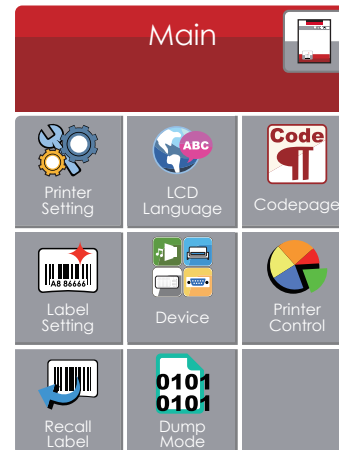 Main
ABC
Code
Printer
Setting
LCD
Language
Codepage
A8 86666
Label
Setting
Device
Printer
Control
0101
0101
Recall
Label
Dump
Mode